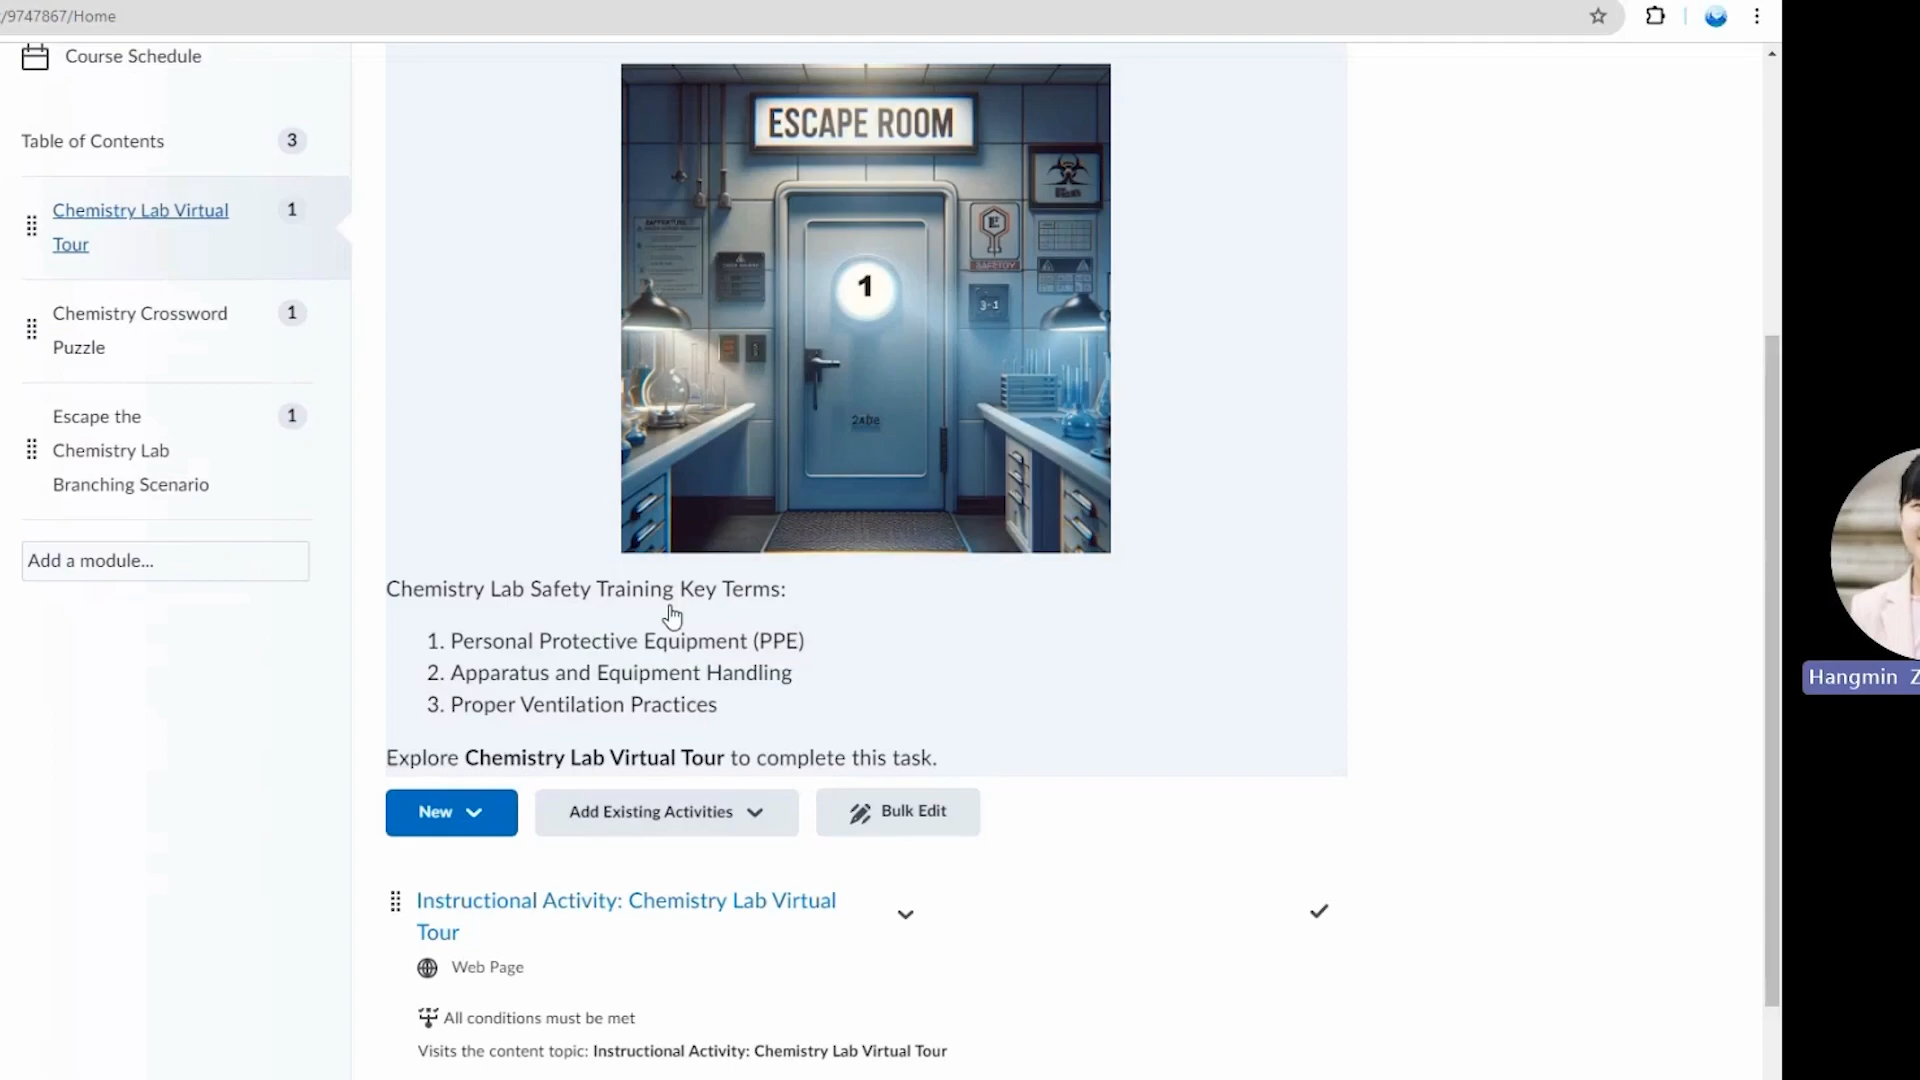 /9747867/Home
Course Schedule
Table of Contents
3
Chemistry Lab Virtual
Tour
1
Chemistry Crossword
Puzzle
1
Escape the
Chemistry Lab
Branching Scenario
1
Add a module...
ESCAPE ROOM
1
3-1
Chemistry Lab Safety Training Key Terms:
1. Personal Protective Equipment (PPE)
2. Apparatus and Equipment Handling
3. Proper Ventilation Practices
Explore Chemistry Lab Virtual Tour to complete this task.
New
Add Existing Activities
Bulk Edit
Instructional Activity: Chemistry Lab Virtual
Tour
Web Page
All conditions must be met
Visits the content topic: Instructional Activity: Chemistry Lab Virtual Tour
Hangmin Z